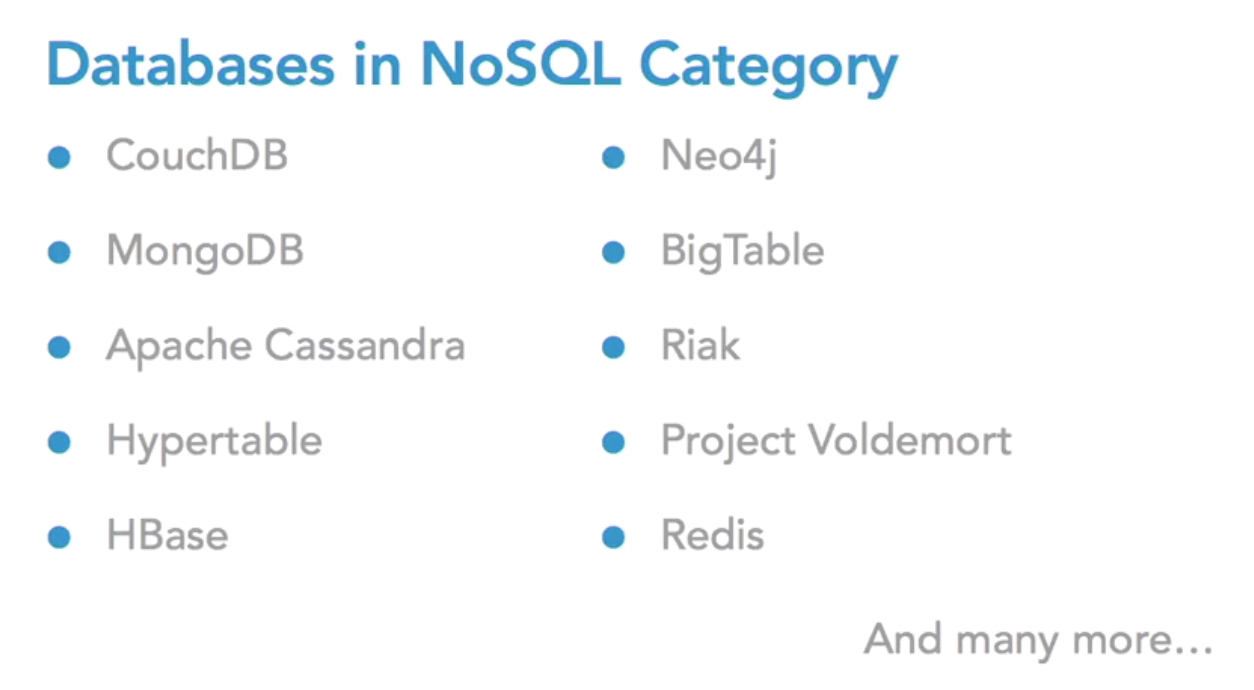 Databases in NoSQL Category
● CouchDB
● MongoDB
● Apache Cassandra
● Hypertable
● HBase
● Neo4j
● BigTable
● Riak
● Project Voldemort
● Redis
And many more...